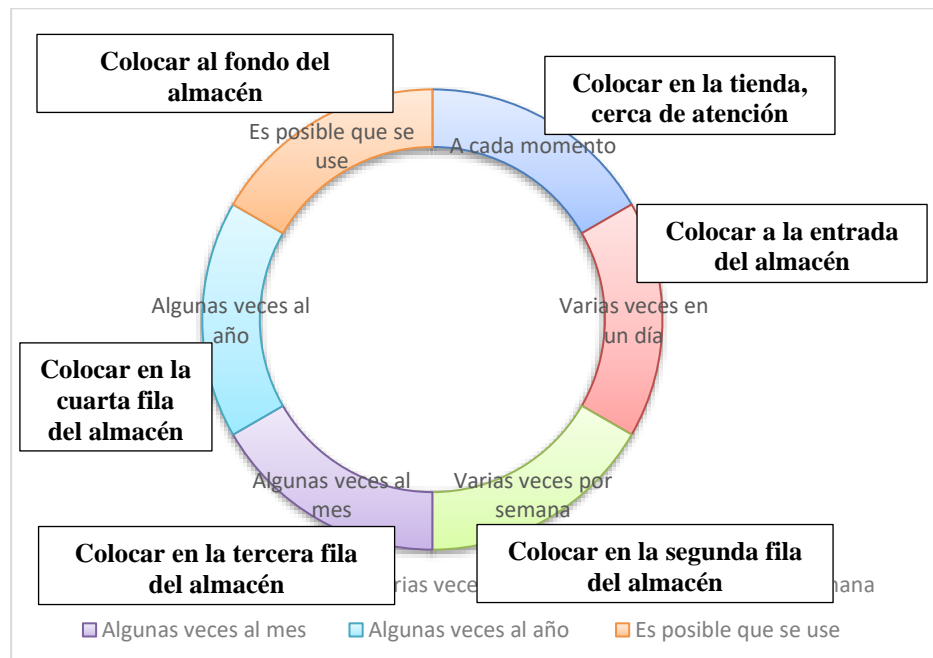 Colocar al fondo del
almacén
Colocar en la tienda,
cerca de atención
Es posible que se
use
A cada momento
Colocar a la entrada
del almacén
Algunas veces al
año
Varias veces en
un día
Colocar en la
cuarta fila
del almacén
Algunas veces al
mes
Varias veces por
semana
Colocar en la tercera fila
del almacén
Colocar en la segunda fila
del almacén
Algunas veces al mes
Algunas veces al año
Es posible que se use